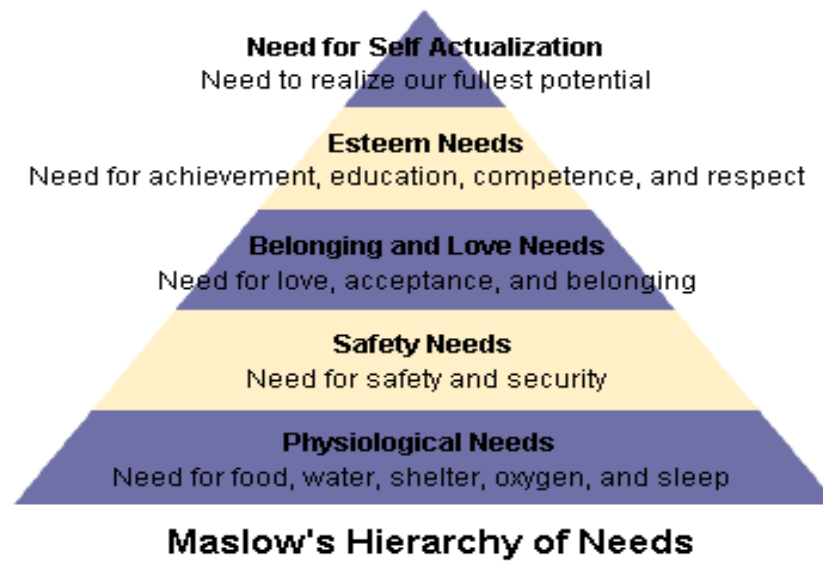 Need for Self Actualization
Need to realize our fullest potential
Esteem Needs
Need for achievement, education, competence, and respect
Belonging and Love Needs
Need for love, acceptance, and belonging
Safety Needs
Need for safety and security
Physiological Needs
Need for food, water, shelter, oxygen, and sleep
Maslow's Hierarchy of Needs